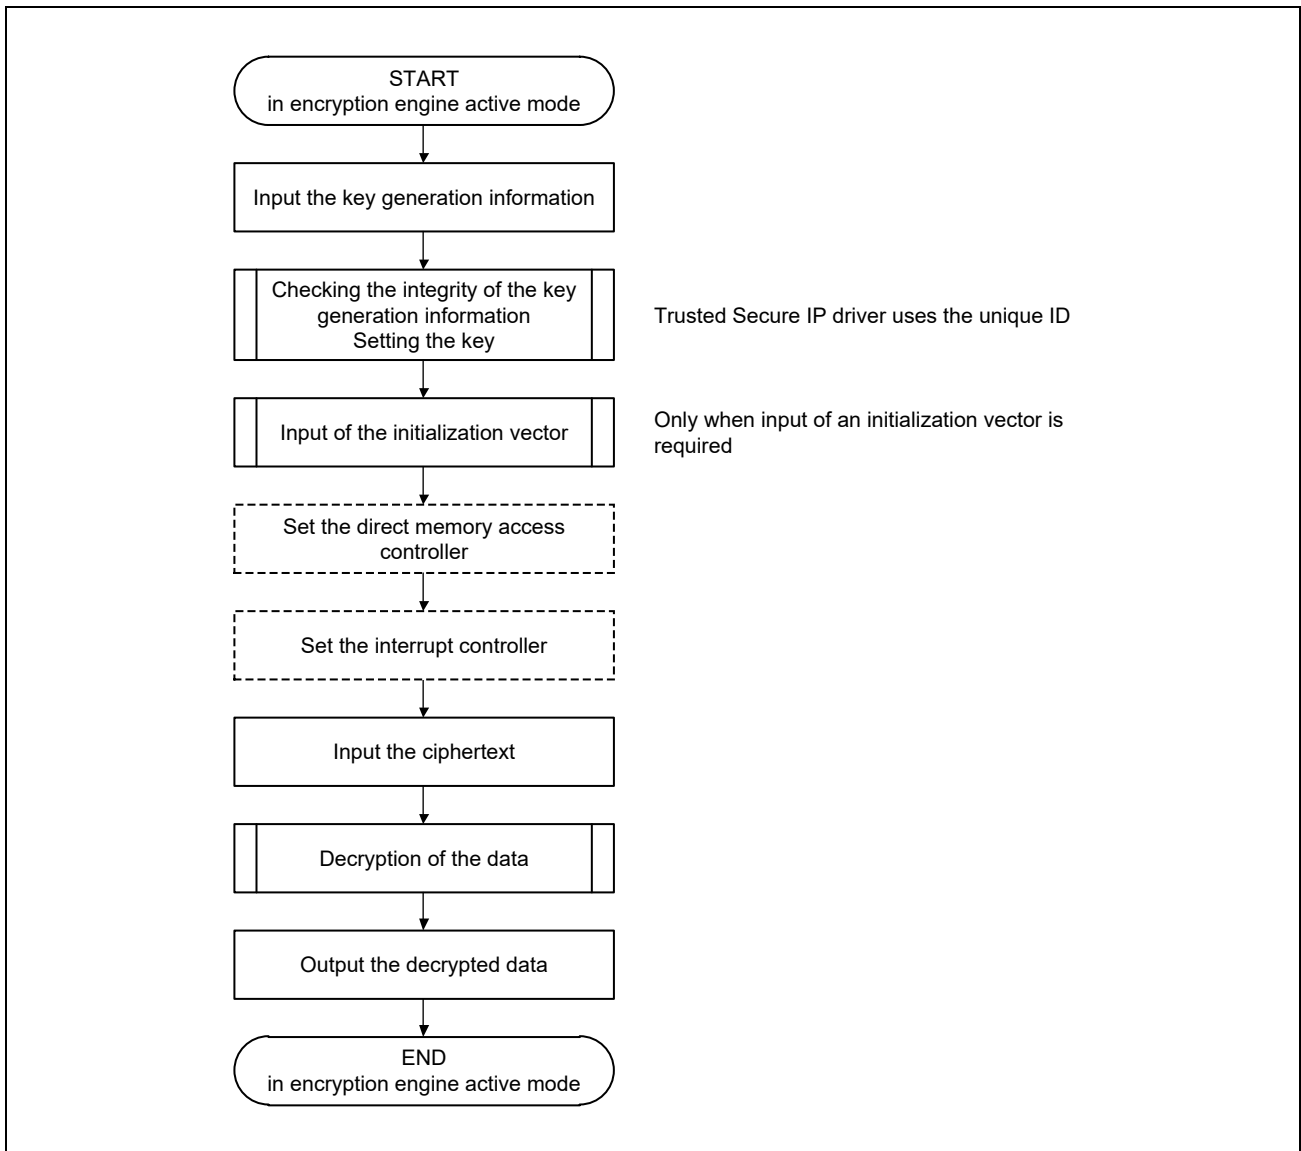 START
in encryption engine active mode
Input the key generation information
Checking the integrity of the key
generation information
Setting the key
Trusted Secure IP driver uses the unique ID
Input of the initialization vector
Only when input of an initialization vector is
required
Set the direct memory access
controller
Set the interrupt controller
Input the ciphertext
Decryption of the data
Output the decrypted data
END
in encryption engine active mode